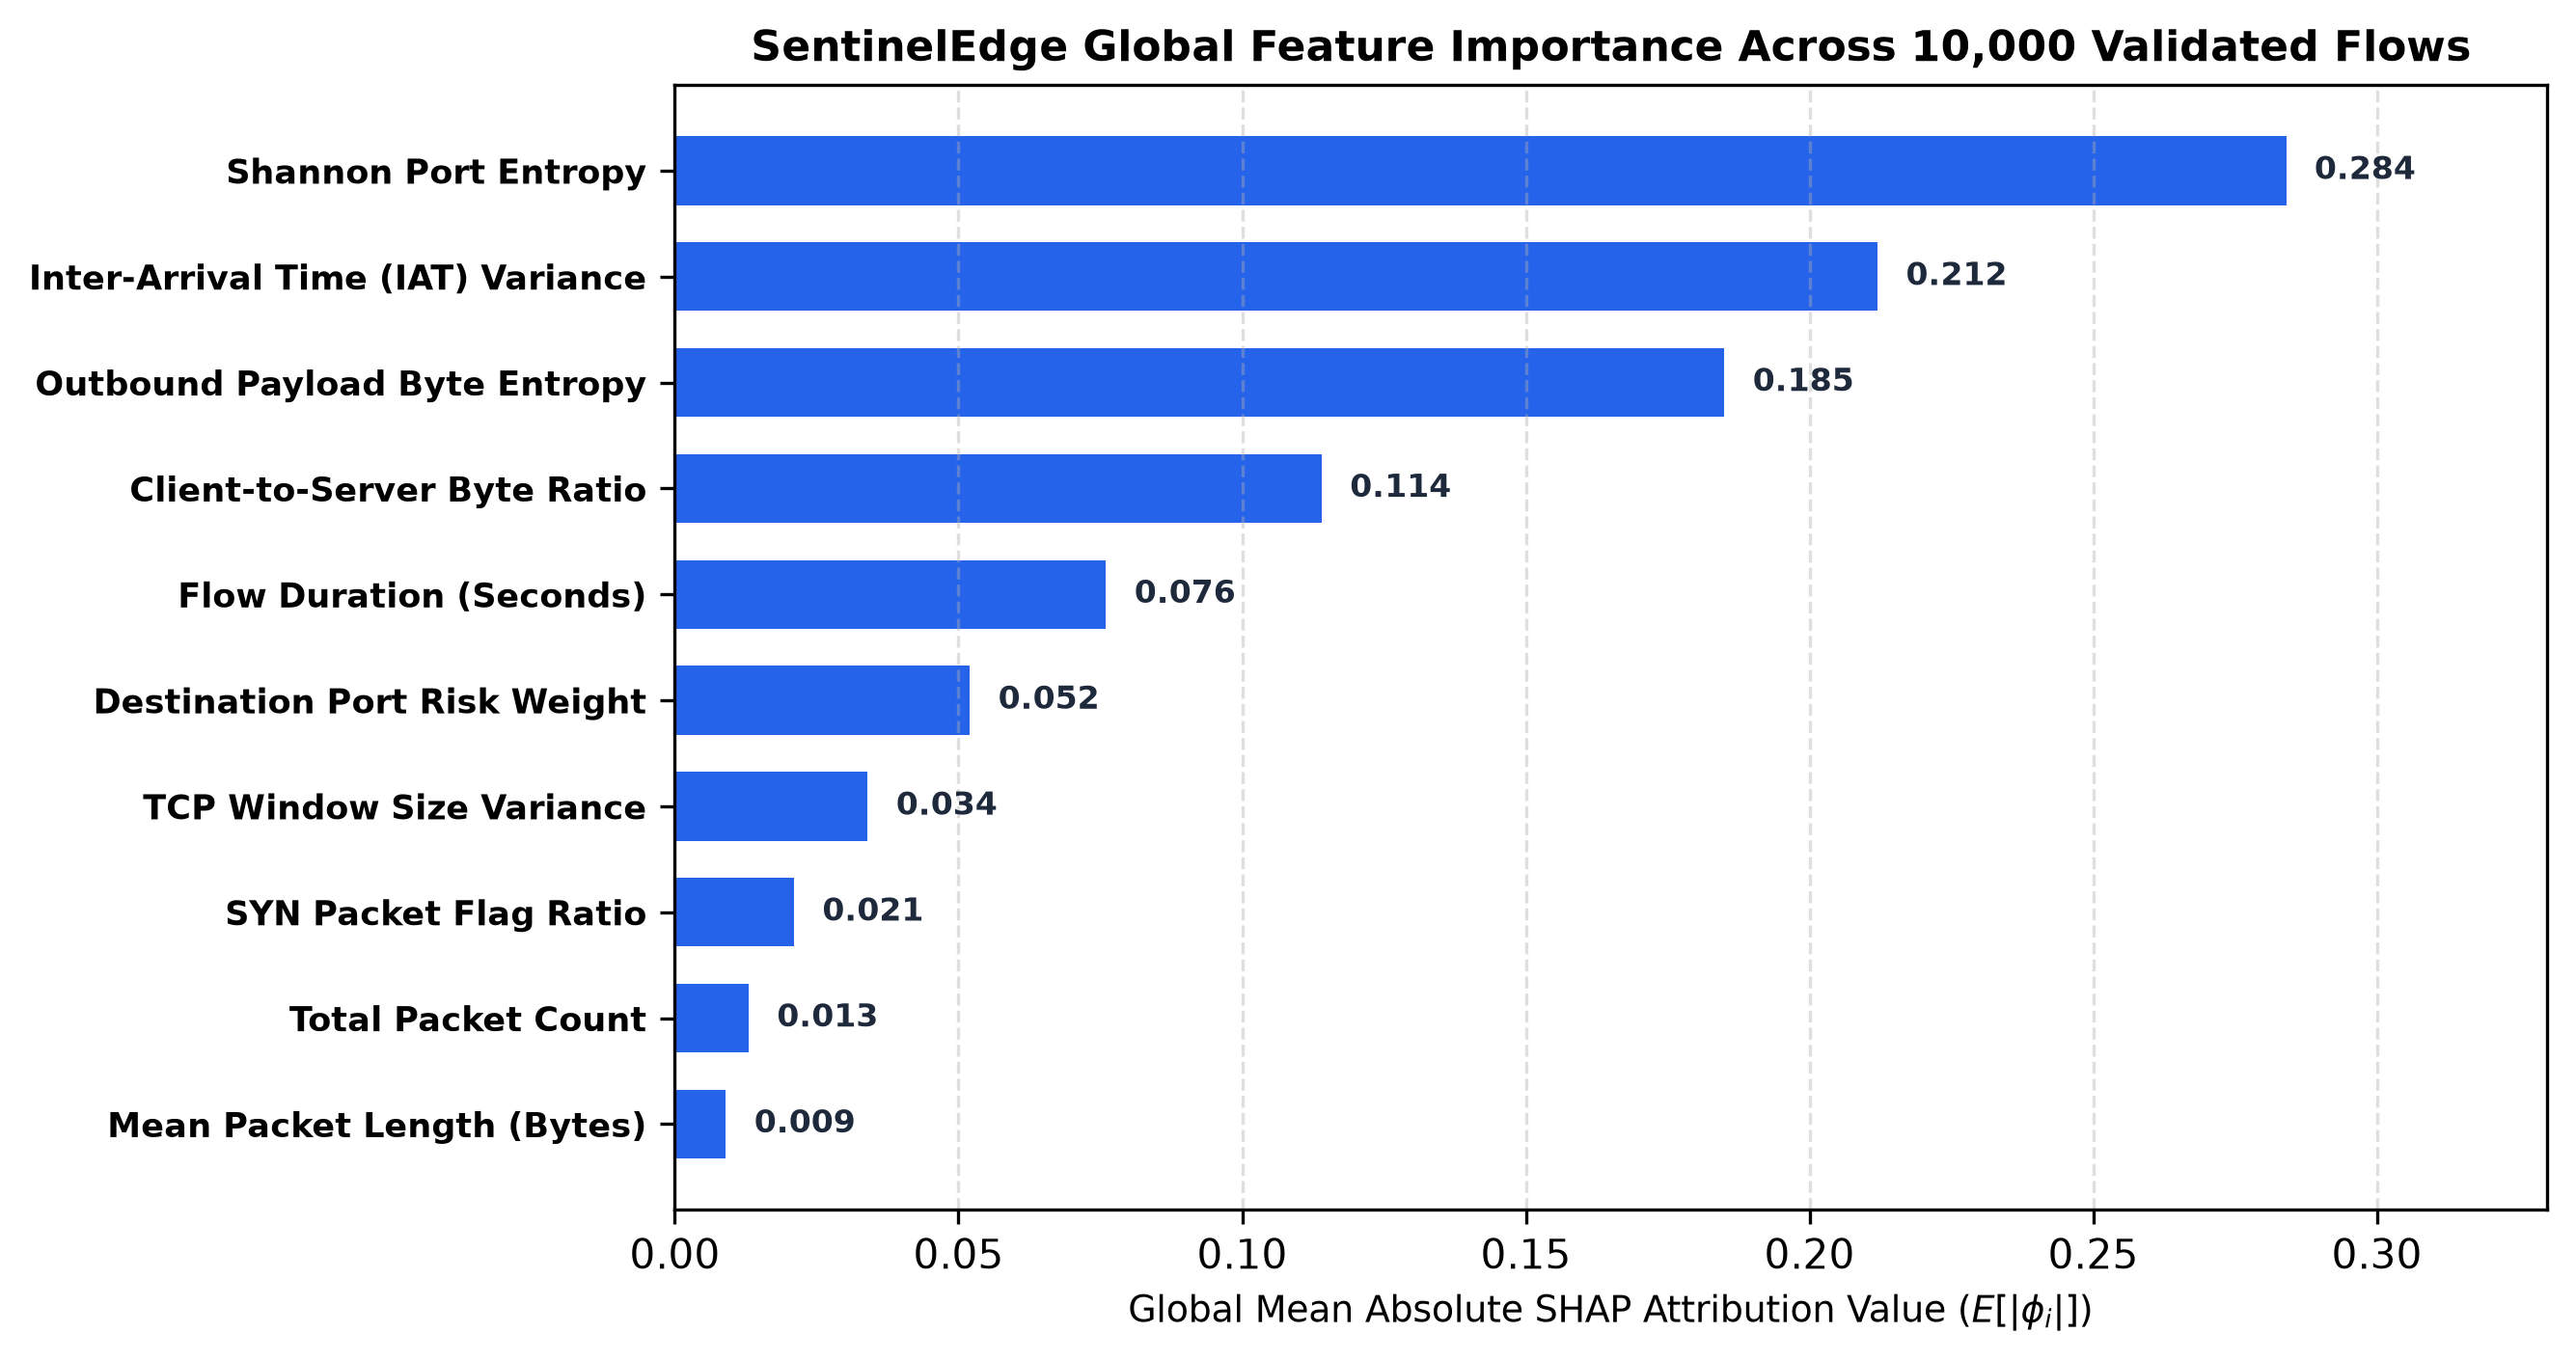 SentinelEdge Global Feature Importance Across 10,000 Validated Flows
Shannon Port Entropy 0.284
Inter-Arrival Time (IAT) Variance 0.212
Outbound Payload Byte Entropy 0.185
Client-to-Server Byte Ratio 0.114
Flow Duration (Seconds) 0.076
Destination Port Risk Weight 0.052
TCP Window Size Variance 0.034
SYN Packet Flag Ratio 0.021
Total Packet Count 0.013
Mean Packet Length (Bytes) 0.009
0.00 0.05 0.10 0.15 0.20 0.25 0.30
Global Mean Absolute SHAP Attribution Value (E[|ϕᵢ|])